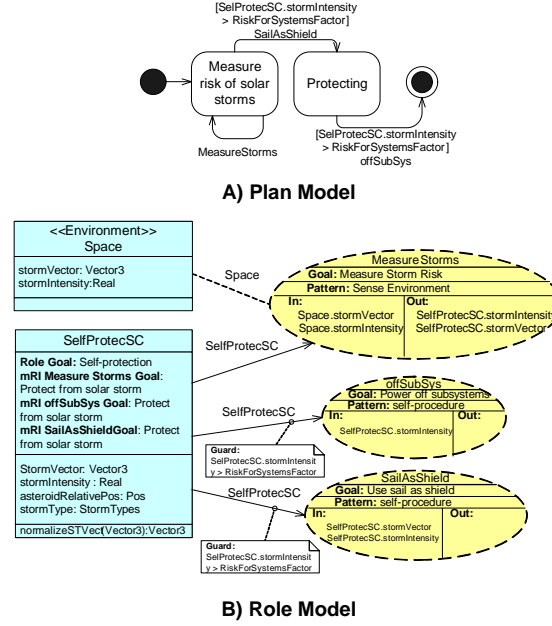 [SelProtecSC.stormIntensity
> RiskForSystemsFactor]
SailAsShield
Measure
risk of solar
storms
Protecting
MeasureStorms
[SelProtecSC.stormIntensity
> RiskForSystemsFactor]
offSubSys
A) Plan Model
<<Environment>>
Space
stormVector: Vector3
stormIntensity:Real
Space
MeasureStorms
Goal: Measure Storm Risk
Pattern: Sense Environment
In:
Space.stormVector
Space.stormIntensity
Out:
SelfProtecSC.stormIntensity
SelfProtecSC.stormVector
SelfProtecSC
SelfProtecSC
Role Goal: Self-protection
mRI Measure Storms Goal:
Protect from solar storm
mRI offSubSys Goal: Protect
from solar storm
mRI SailAsShieldGoal: Protect
from solar storm
StormVector: Vector3
stormIntensity : Real
asteroidRelativePos: Pos
stormType: StormTypes
normalizeSTVect(Vector3):Vector3
SelfProtecSC
offSubSys
Goal: Power off subsystems
Pattern: self-procedure
In:
SelfProtecSC.stormIntensity
Out:
Guard:
SelProtecSC.stormIntensit
y > RiskForSystemsFactor
SelfProtecSC
SailAsShield
Goal: Use sail as shield
Pattern: self-procedure
In:
SelfProtecSC.stormVector
SelfProtecSC.stormIntensity
Out:
Guard:
SelProtecSC.stormIntensit
y > RiskForSystemsFactor
B) Role Model